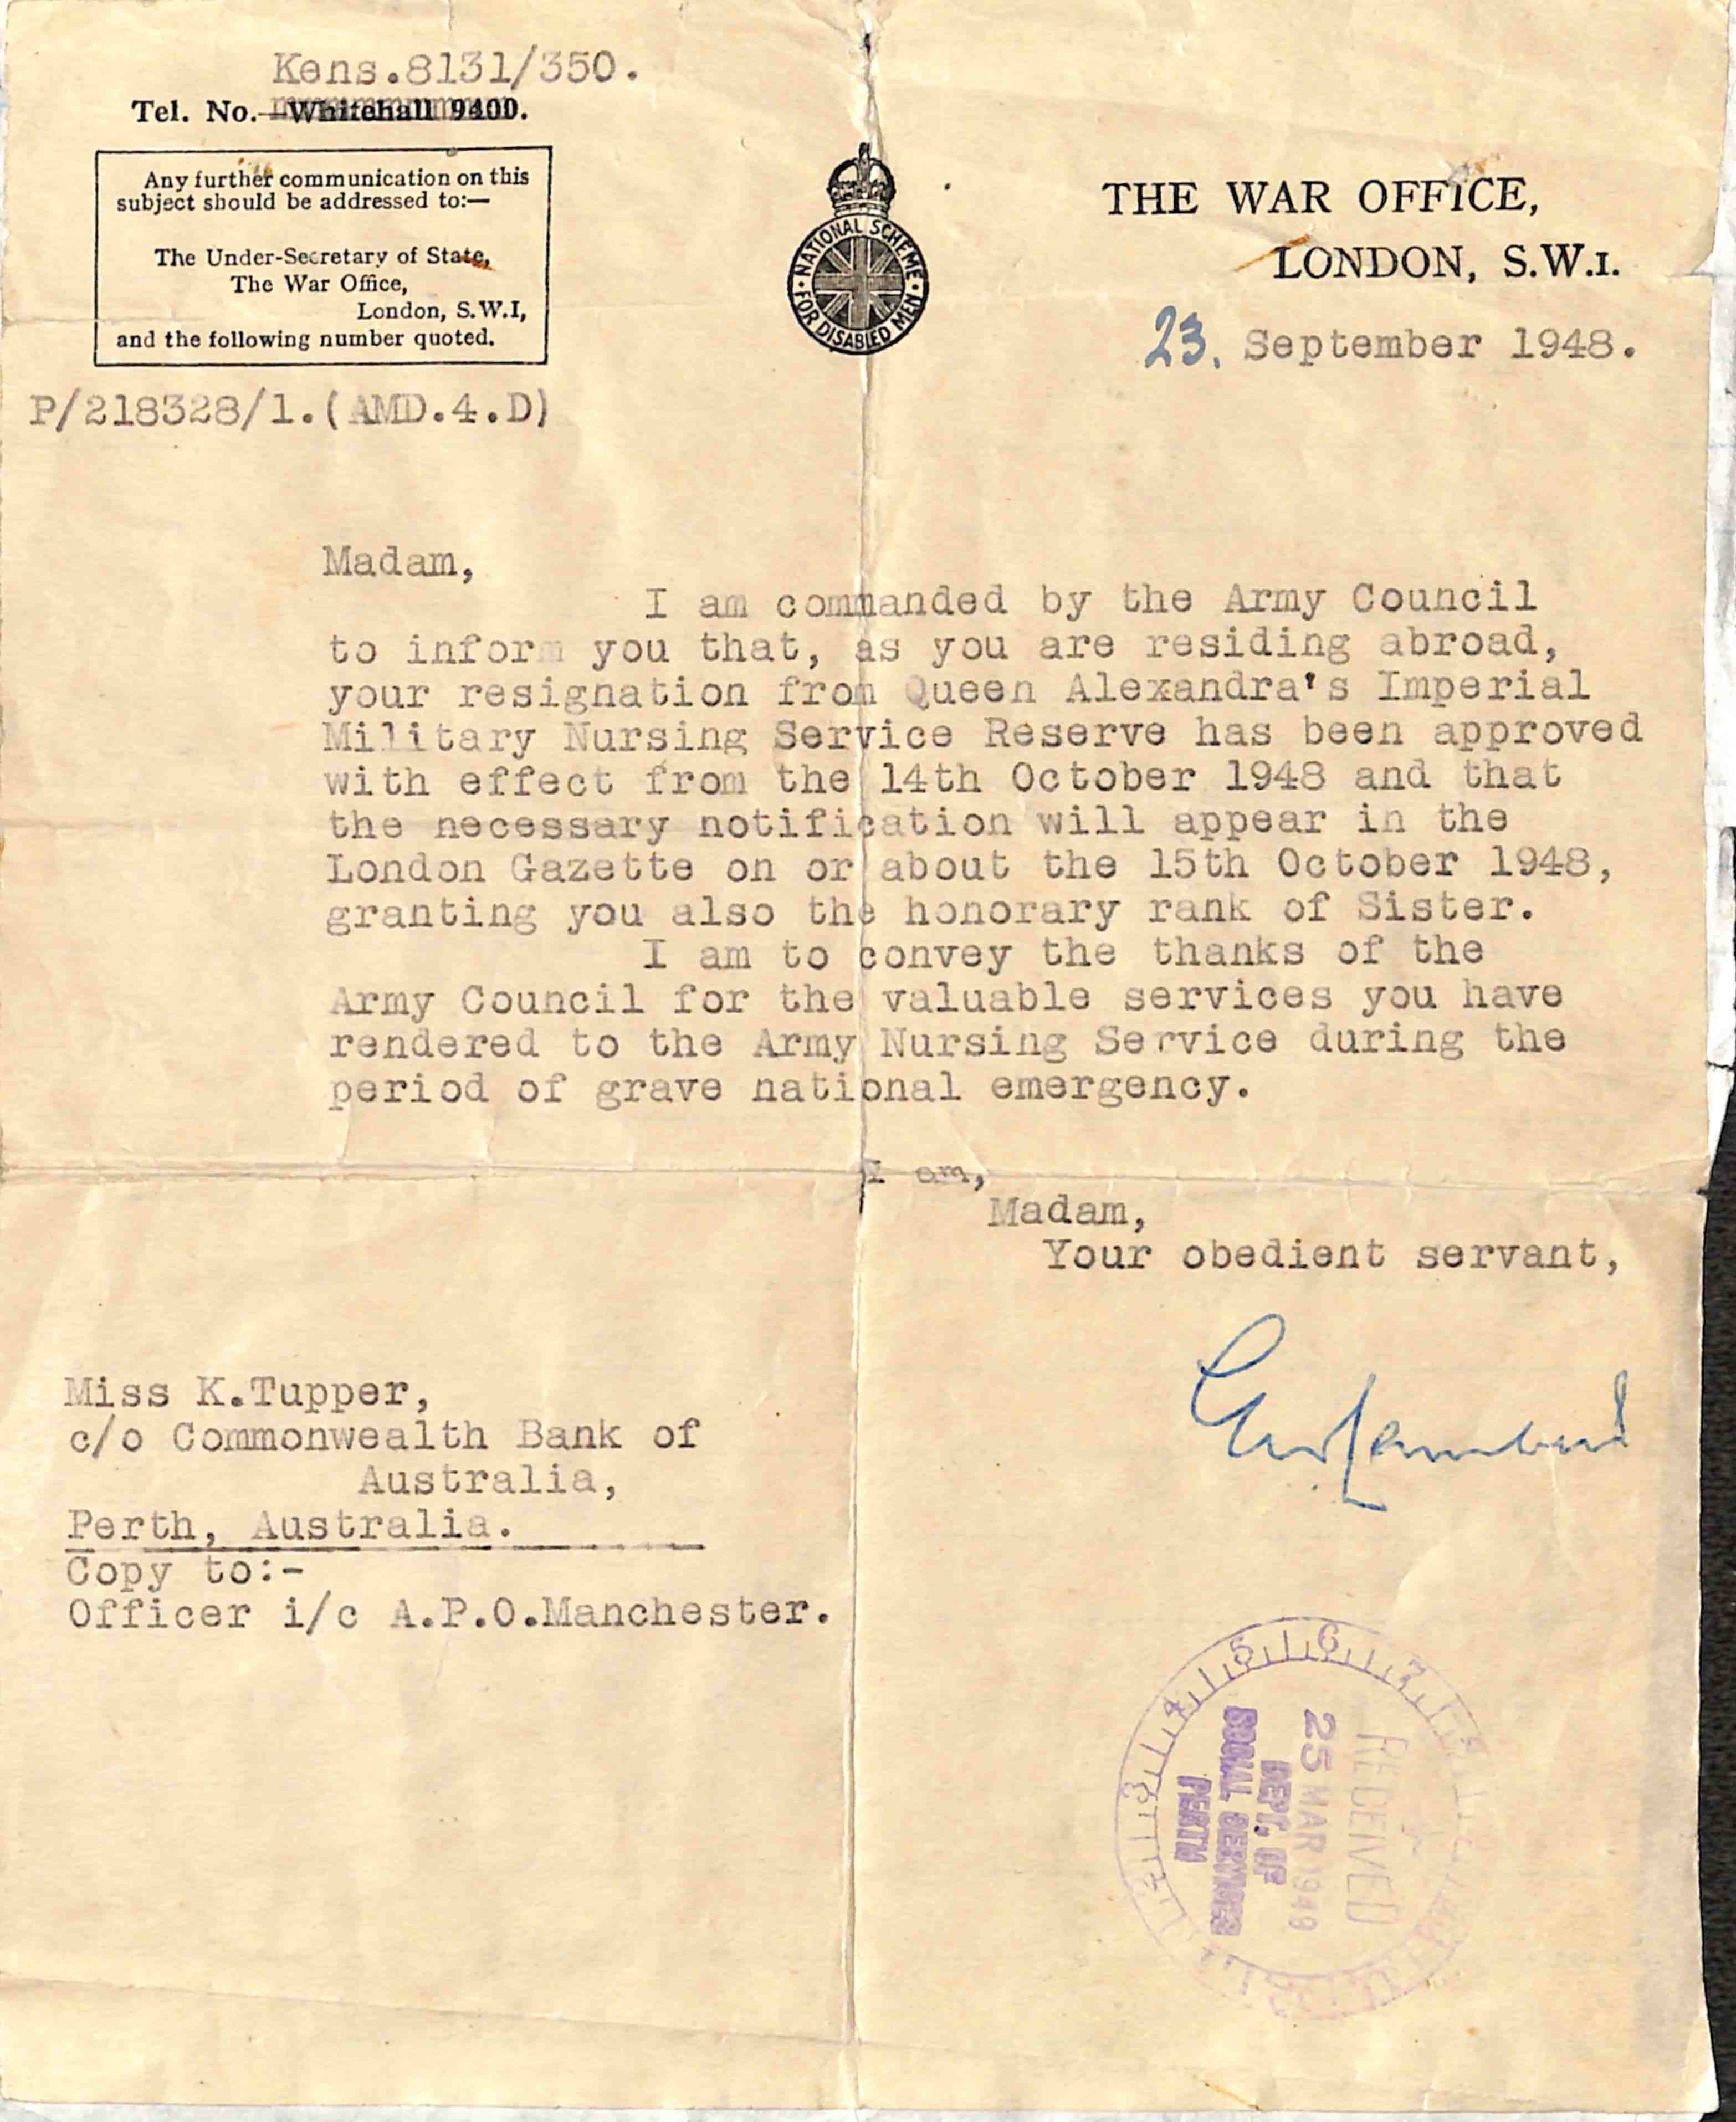 Kens.8131/350.
Tel. No. Whitehall 9400.
Any further communication on this
subject should be addressed to:—
The Under-Secretary of State,
The War Office,
London, S.W.I,
and the following number quoted.
P/218328/1.(AMD.4.D)
NATIONAL SCHEME
FOR DISABLED MEN
THE WAR OFFICE,
LONDON, S.W.1.
23. September 1948.
Madam,
I am commanded by the Army Council
to inform you that, as you are residing abroad,
your resignation from Queen Alexandra's Imperial
Military Nursing Service Reserve has been approved
with effect from the 14th October 1948 and that
the necessary notification will appear in the
London Gazette on or about the 15th October 1948,
granting you also the honorary rank of Sister.
I am to convey the thanks of the
Army Council for the valuable services you have
rendered to the Army Nursing Service during the
period of grave national emergency.
I am,
Madam,
Your obedient servant,
Miss K.Tupper,
c/o Commonwealth Bank of
Australia,
Perth, Australia.
Copy to:-
Officer i/c A.P.O.Manchester.
RECEIVED
25 MAR 1949
DEPT. OF
SOCIAL SERVICES
PERTH